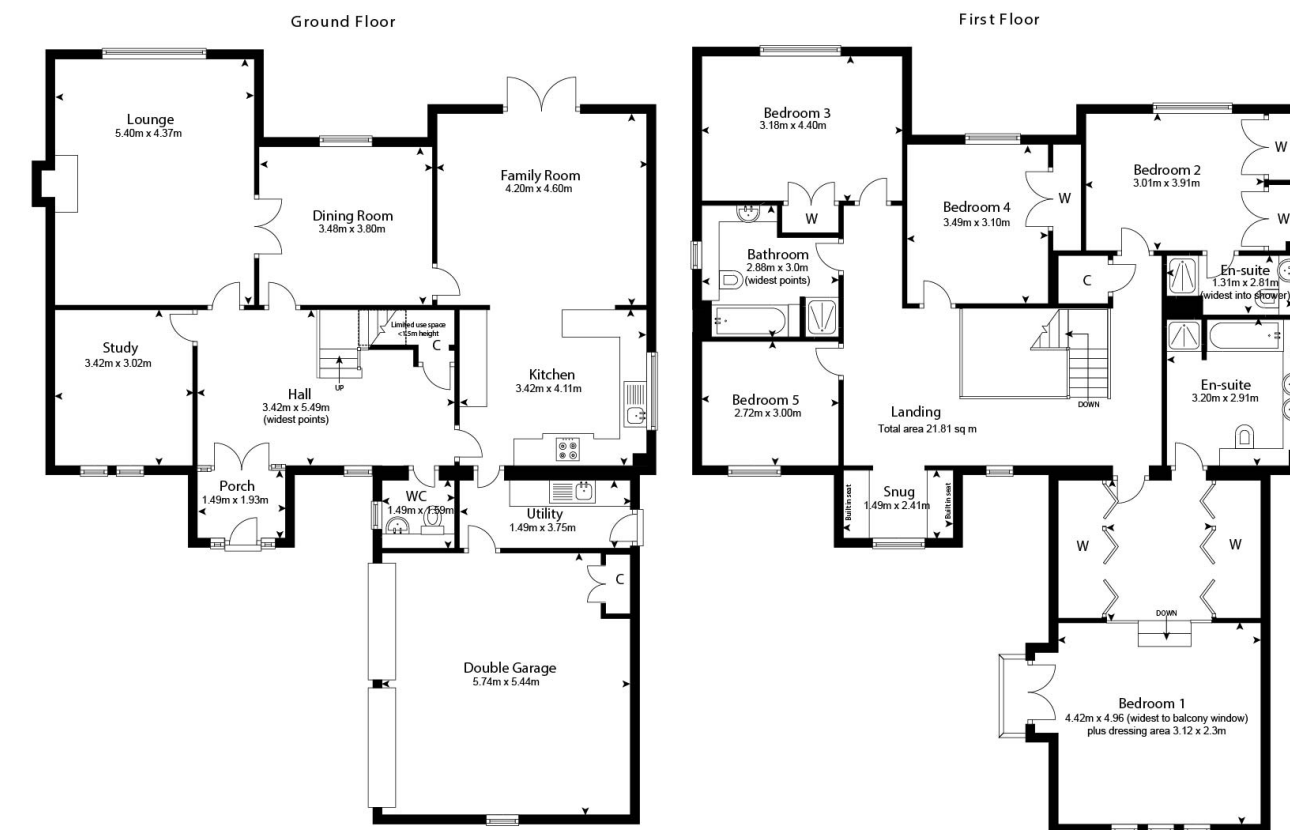 Ground Floor
Lounge
5.40m x 4.37m
Family Room
4.20m x 4.60m
Dining Room
3.48m x 3.80m
Study
3.42m x 3.02m
Limited use space
<1.5m height
C
UP
Hall
3.42m x 5.49m
(widest points)
Kitchen
3.42m x 4.11m
Porch
1.49m x 1.93m
WC
1.49m x 1.59m
Utility
1.49m x 3.75m
C
Double Garage
5.74m x 5.44m
First Floor
Bedroom 3
3.18m x 4.40m
W
Bedroom 4
3.49m x 3.10m
W
Bedroom 2
3.01m x 3.91m
W
W
Bathroom
2.88m x 3.0m
(widest points)
C
En-suite
1.31m x 2.81m
(widest into shower)
Bedroom 5
2.72m x 3.00m
Landing
Total area 21.81 sq m
DOWN
En-suite
3.20m x 2.91m
Built in seat
Snug
1.49m x 2.41m
Built in seat
W
W
DOWN
Bedroom 1
4.42m x 4.96 (widest to balcony window)
plus dressing area 3.12 x 2.3m